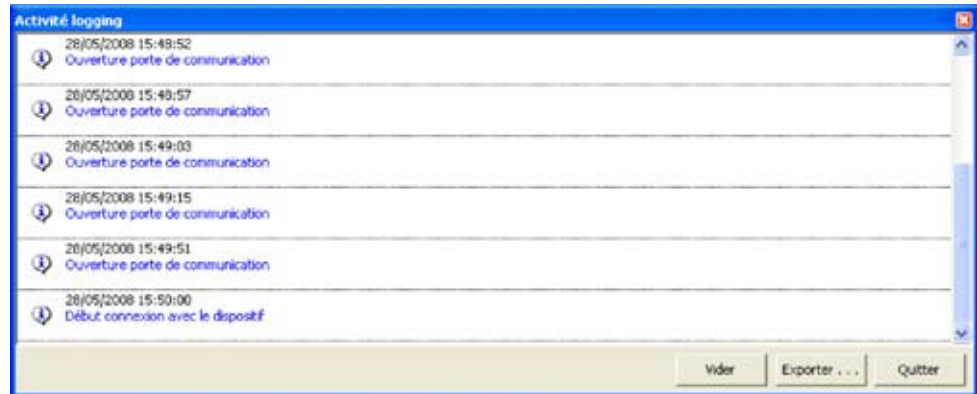 Activité logging
28/05/2008 15:48:52
Ouverture porte de communication
28/05/2008 15:48:57
Ouverture porte de communication
28/05/2008 15:49:03
Ouverture porte de communication
28/05/2008 15:49:15
Ouverture porte de communication
28/05/2008 15:49:51
Ouverture porte de communication
28/05/2008 15:50:00
Début connexion avec le dispositif
Vider
Exporter . . .
Quitter